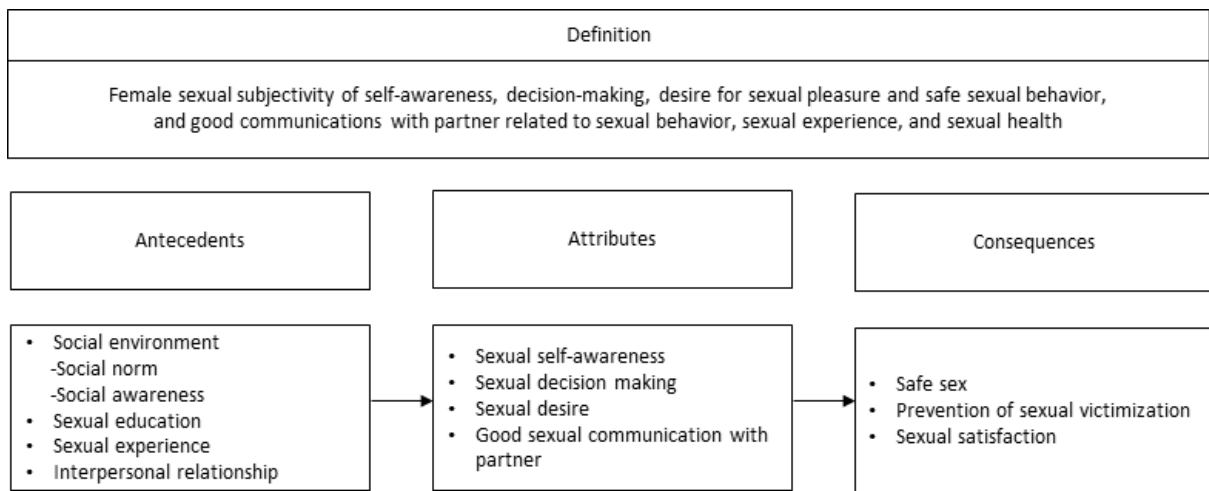 Definition
Female sexual subjectivity of self-awareness, decision-making, desire for sexual pleasure and safe sexual behavior,
and good communications with partner related to sexual behavior, sexual experience, and sexual health
Antecedents
Attributes
Consequences
• Social environment
-Social norm
-Social awareness
• Sexual education
• Sexual experience
• Interpersonal relationship
• Sexual self-awareness
• Sexual decision making
• Sexual desire
• Good sexual communication with
partner
• Safe sex
• Prevention of sexual victimization
• Sexual satisfaction